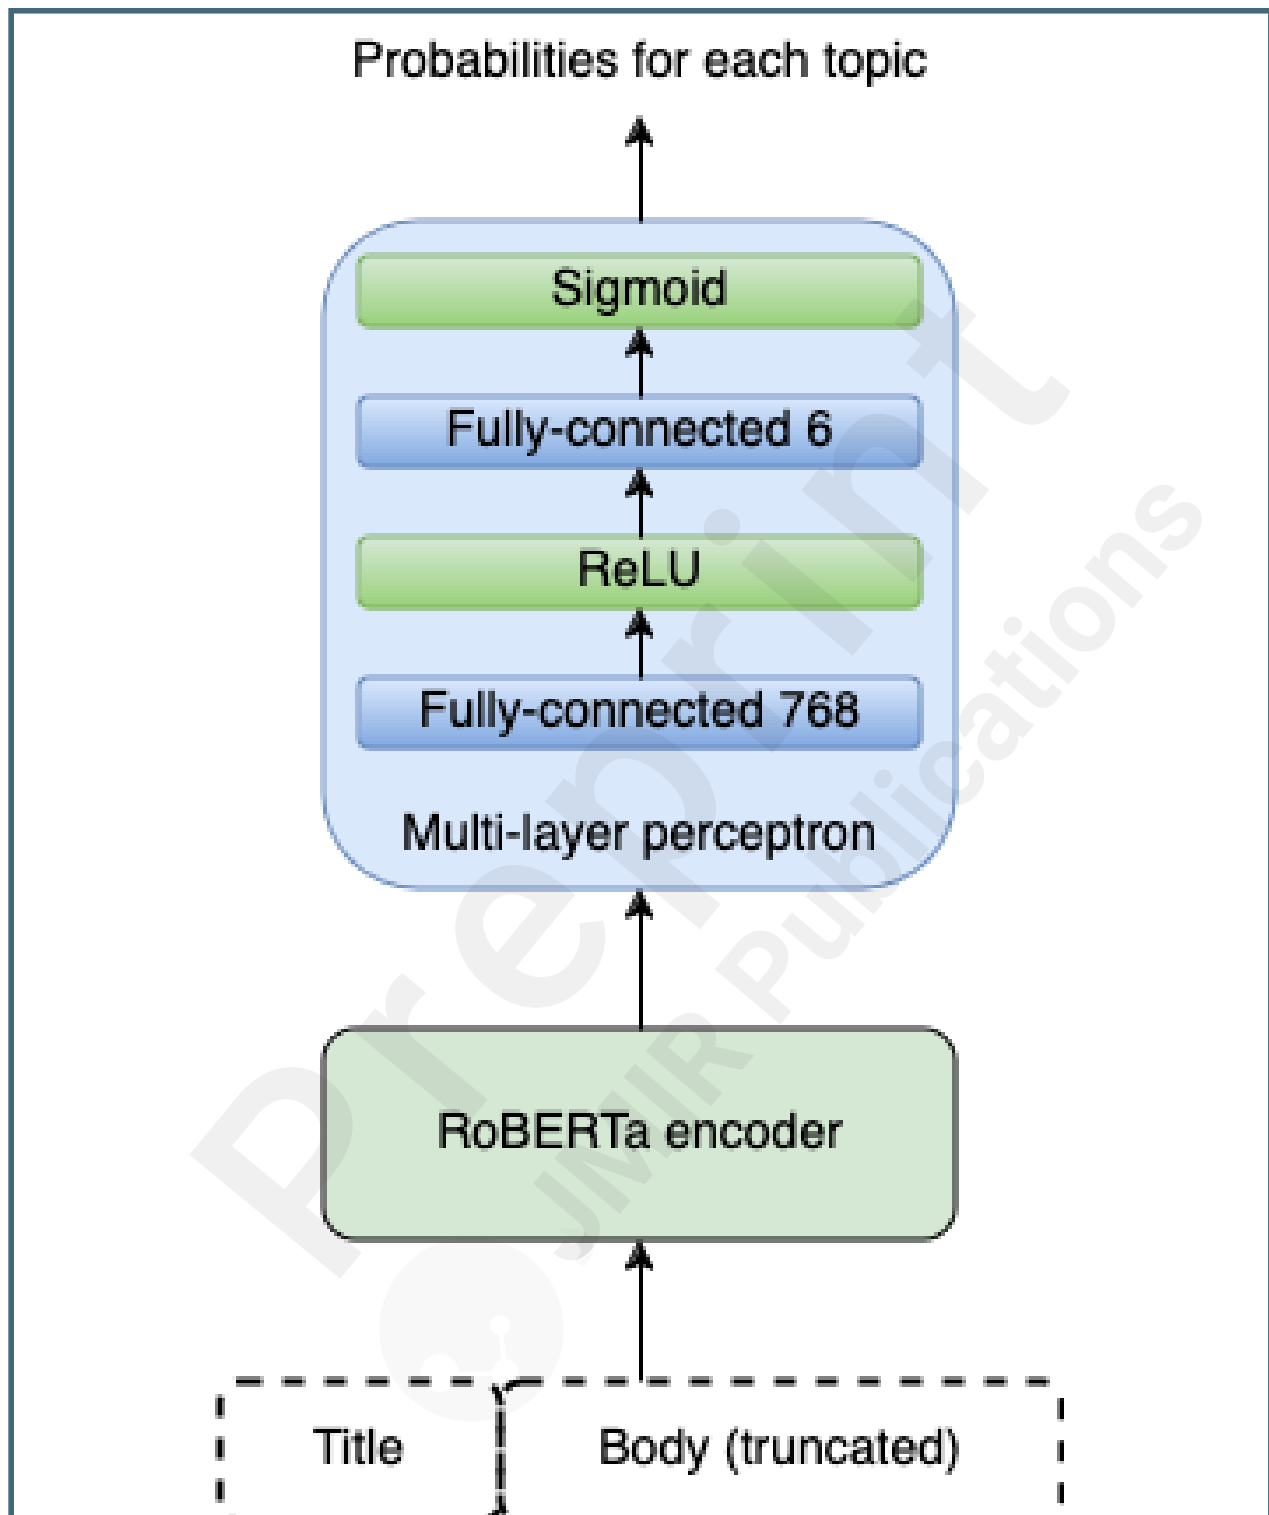 Probabilities for each topic
Sigmoid
Fully-connected 6
ReLU
Fully-connected 768
Multi-layer perceptron
RoBERTa encoder
Title
Body (truncated)
Preprint
JMIR Publications